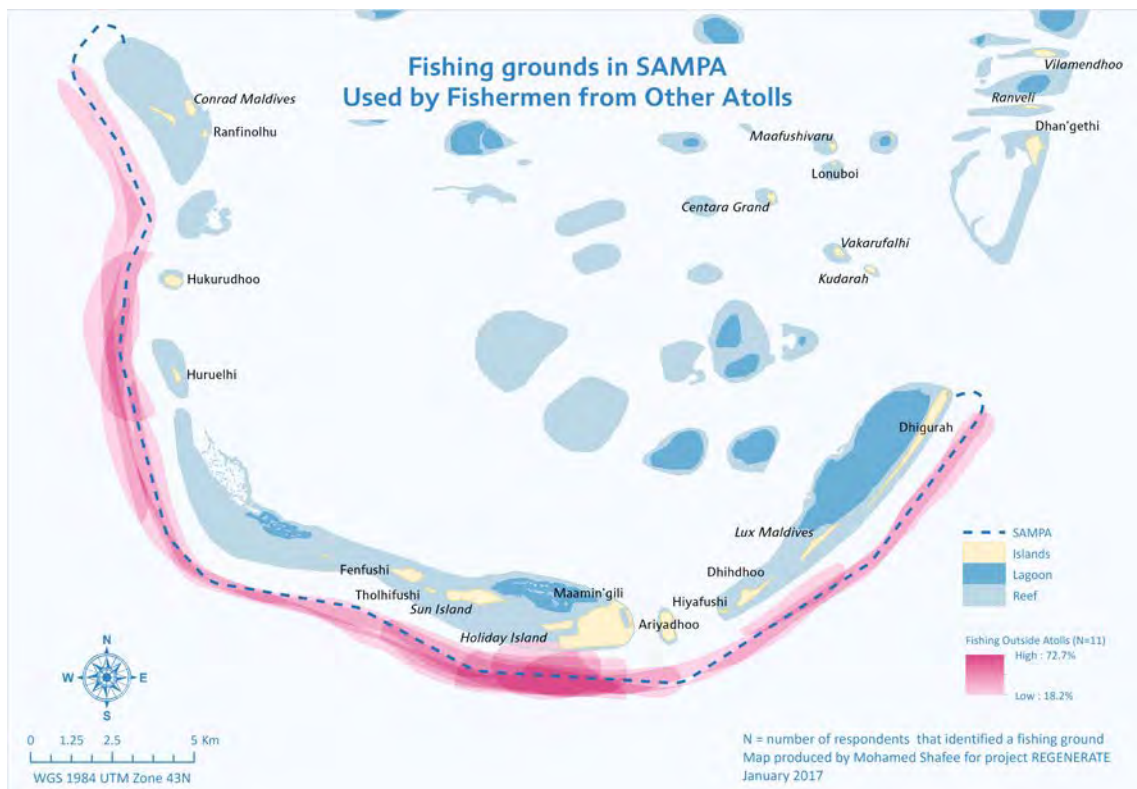 Fishing grounds in SAMPA
Used by Fishermen from Other Atolls
Vilamendhoo
Conrad Maldives
Ranveli
Ranfinolhu
Dhan'gethi
Maafushivaru
Lonuboi
Centara Grand
Vakarufalhi
Hukurudhoo
Kudarah
Huruelhi
Dhigurah
Lux Maldives
Fenfushi
Dhihdhoo
Tholhifushi
Maamin'gili
Sun Island
Hiyafushi
Ariyadhoo
Holiday Island
SAMPA
Islands
Lagoon
Reef
Fishing Outside Atolls (N=11)
High : 72.7%
Low : 18.2%
N
W E
S
0 1.25 2.5 5 Km
WGS 1984 UTM Zone 43N
N = number of respondents that identified a fishing ground
Map produced by Mohamed Shafee for project REGENERATE
January 2017